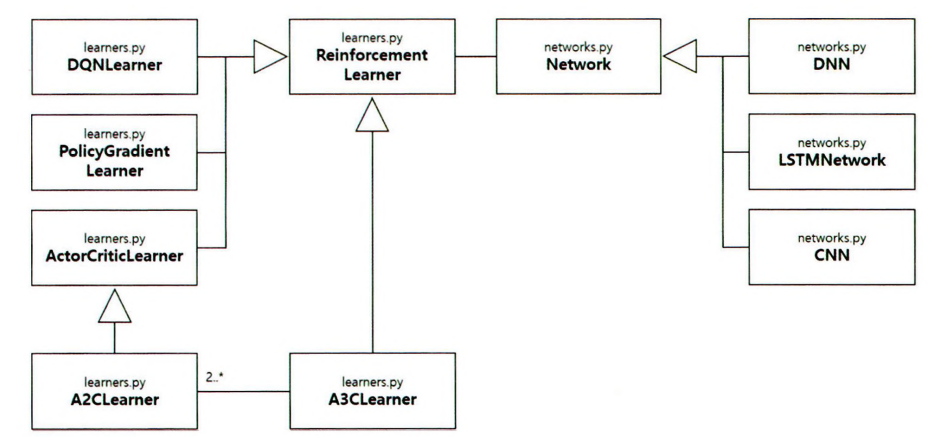 learners.py
DQNLearner
learners.py
Reinforcement
Learner
networks.py
Network
networks.py
DNN
learners.py
PolicyGradient
Learner
networks.py
LSTMNetwork
learners.py
ActorCriticLearner
networks.py
CNN
learners.py
A2CLearner
2..*
learners.py
A3CLearner